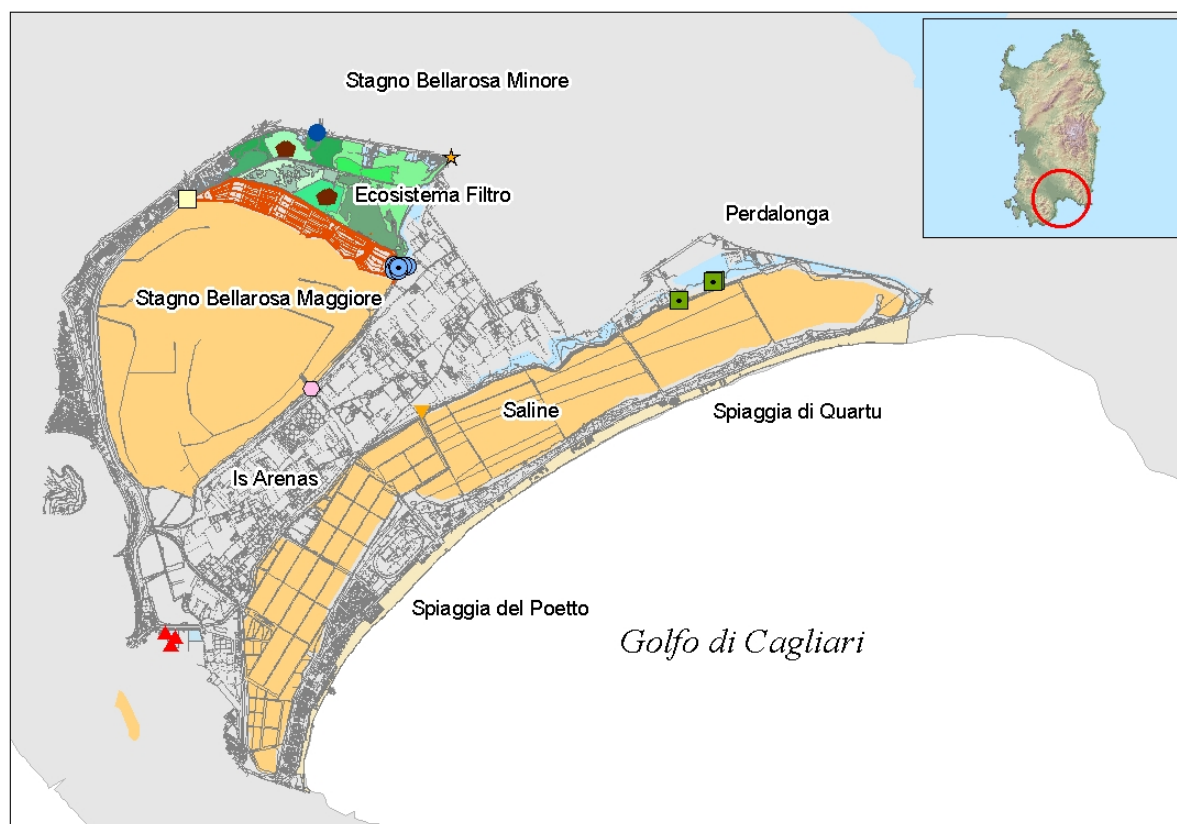 Stagno Bellarosa Minore
Ecosistema Filtro
Perdalonga
Stagno Bellarosa Maggiore
Saline
Spiaggia di Quartu
Is Arenas
Spiaggia del Poetto
Golfo di Cagliari